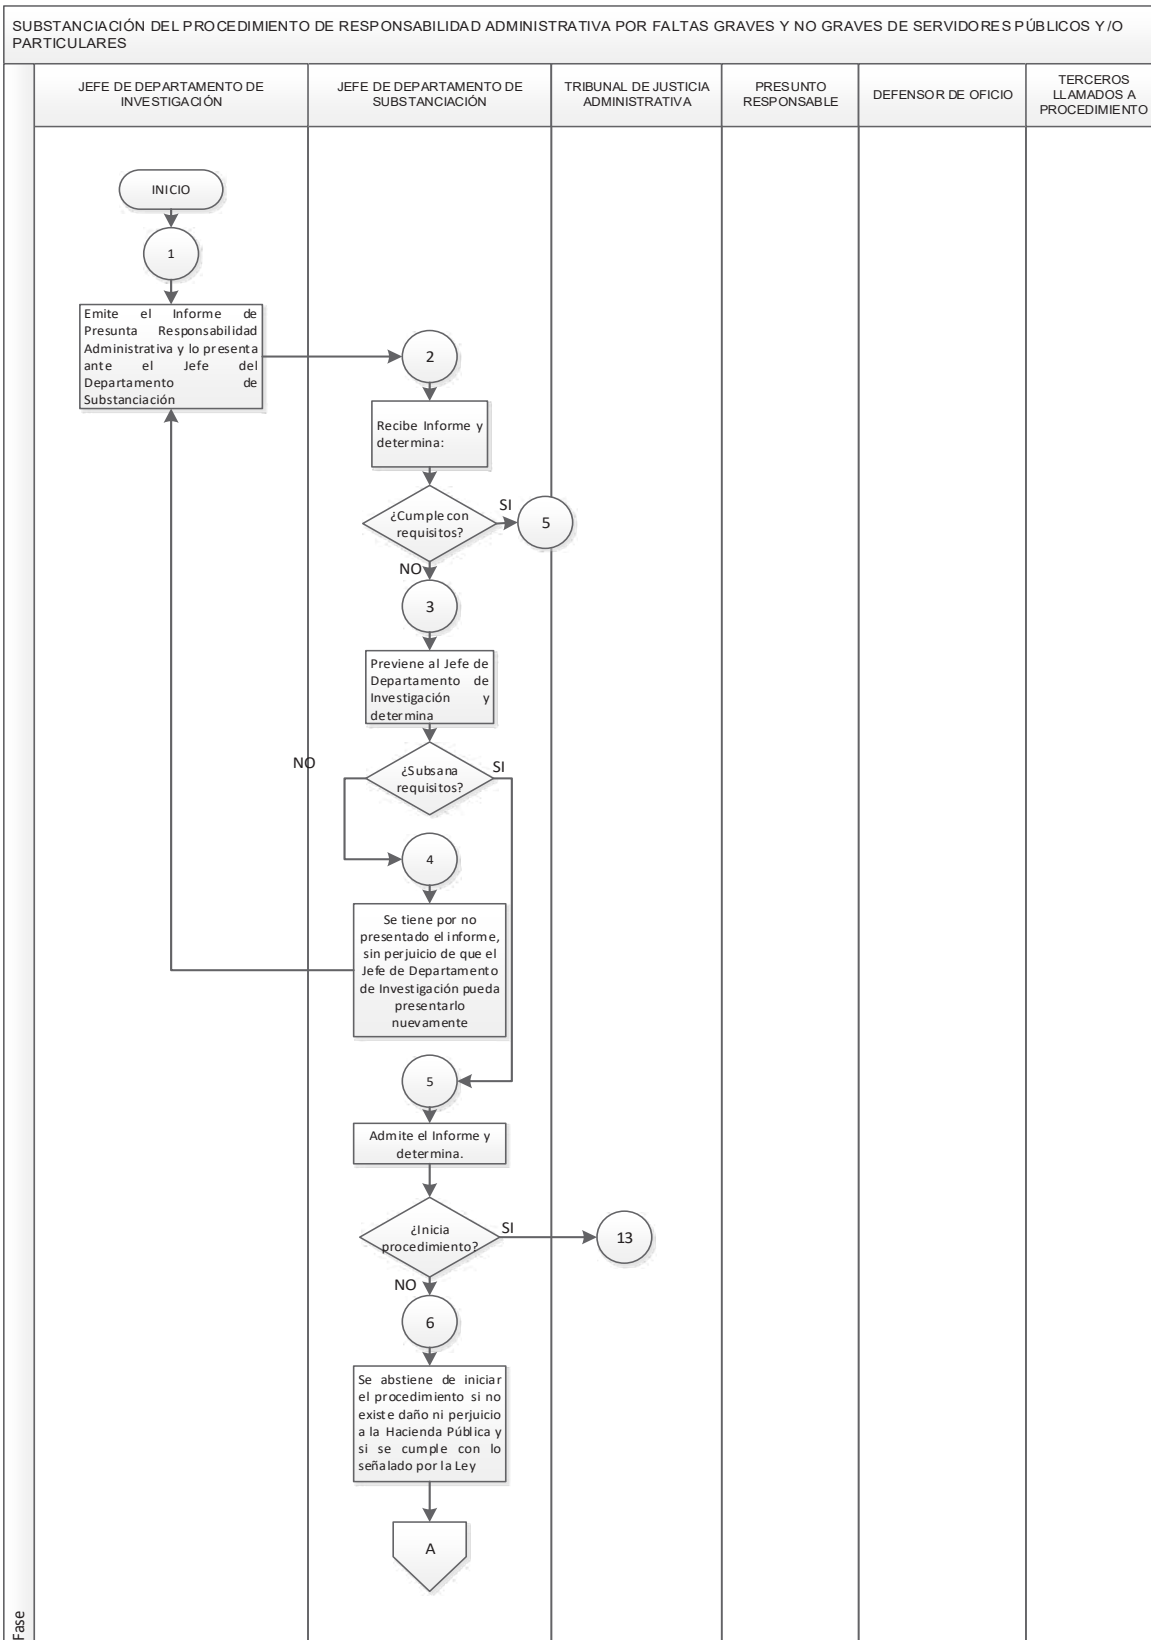 SUBSTANCIACIÓN DEL PROCEDIMIENTO DE RESPONSABILIDAD ADMINISTRATIVA POR FALTAS GRAVES Y NO GRAVES DE SERVIDORES PÚBLICOS Y/O
PARTICULARES
JEFE DE DEPARTAMENTO DE
INVESTIGACIÓN
JEFE DE DEPARTAMENTO DE
SUBSTANCIACIÓN
TRIBUNAL DE JUSTICIA
ADMINISTRATIVA
PRESUNTO
RESPONSABLE
DEFENSOR DE OFICIO
TERCEROS
LLAMADOS A
PROCEDIMIENTO
INICIO
1
Emite el Informe de
Presunta Responsabilidad
Administrativa y lo presenta
ante el Jefe del
Departamento de
Substanciación
2
Recibe Informe y
determina:
¿Cumple con
requisitos?
SI
5
NO
3
Previene al Jefe de
Departamento de
Investigación y
determina
¿Subsana
requisitos?
NO
SI
4
Se tiene por no
presentado el informe,
sin perjuicio de que el
Jefe de Departamento
de Investigación pueda
presentarlo
nuevamente
5
Admite el Informe y
determina.
¿Inicia
procedimiento?
SI
13
NO
6
Se abstiene de iniciar
el procedimiento si no
existe daño ni perjuicio
a la Hacienda Pública y
si se cumple con lo
señalado por la Ley
A
Fase